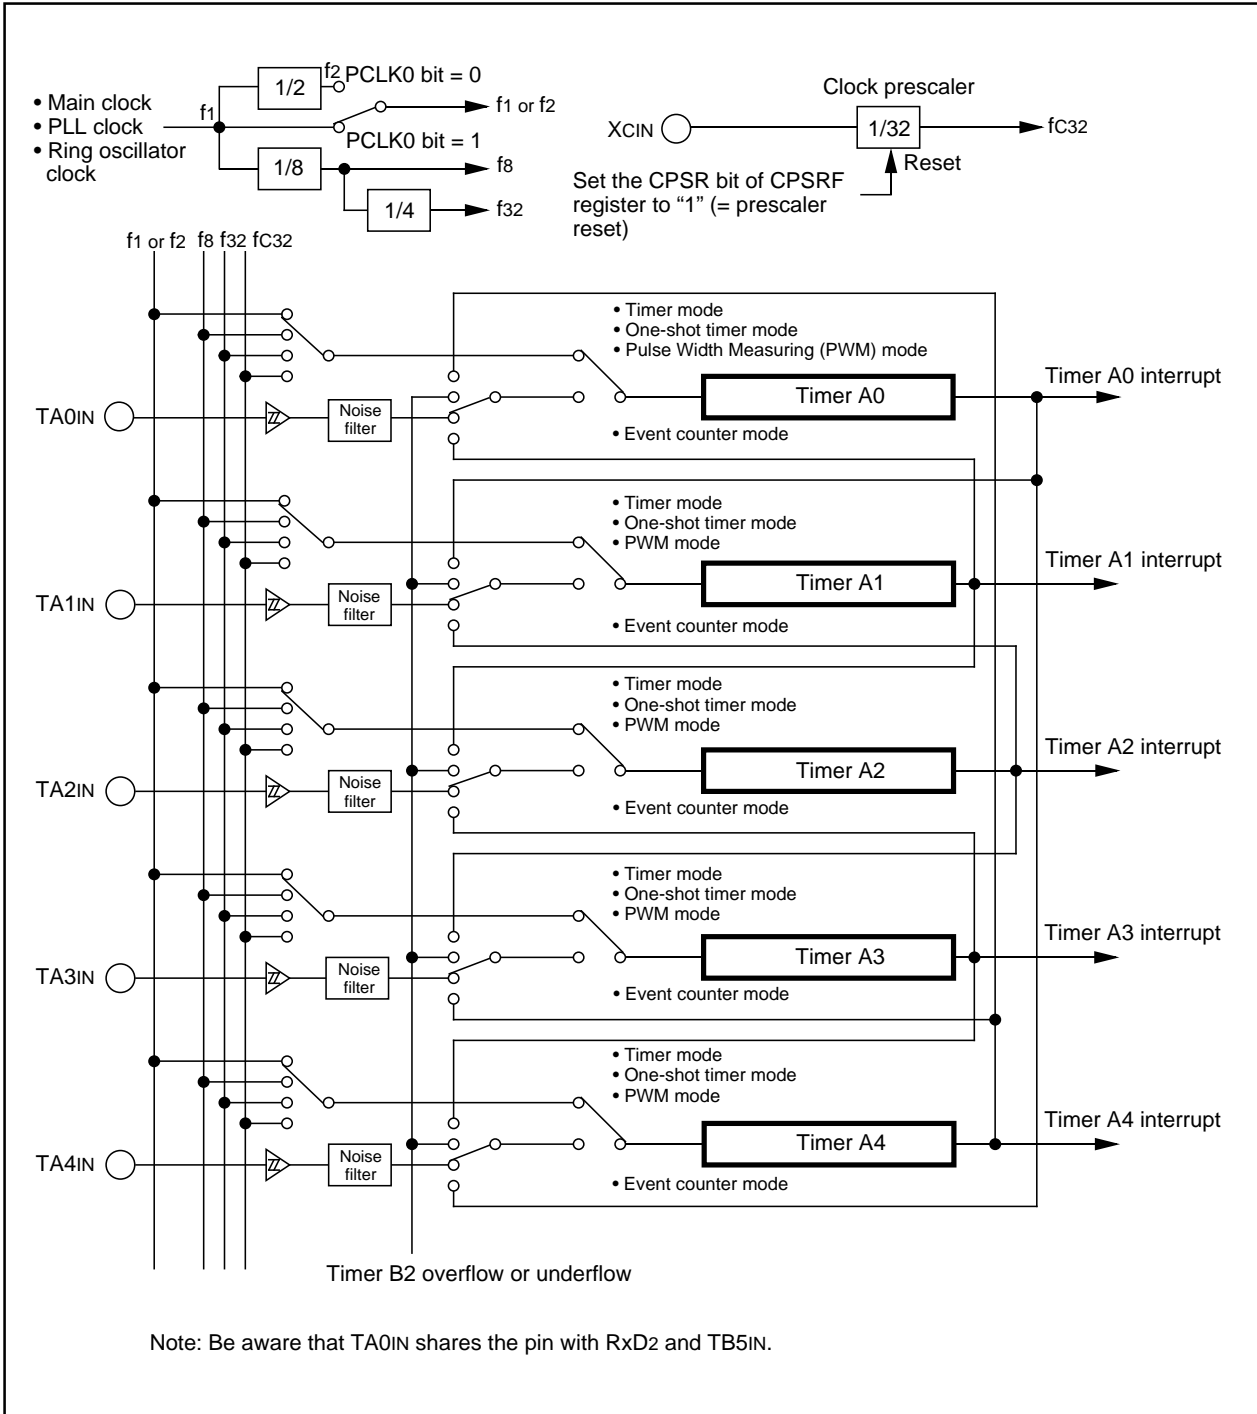 • Main clock
• PLL clock
• Ring oscillator
clock
f1
1/2
f2
PCLK0 bit = 0
f1 or f2
PCLK0 bit = 1
1/8
f8
1/4
f32
Clock prescaler
XCIN
1/32
fC32
Reset
Set the CPSR bit of CPSRF
register to “1” (= prescaler
reset)
f1 or f2 f8 f32 fC32
• Timer mode
• One-shot timer mode
• Pulse Width Measuring (PWM) mode
TA0IN
Noise
filter
Timer A0
Timer A0 interrupt
• Event counter mode
• Timer mode
• One-shot timer mode
• PWM mode
TA1IN
Noise
filter
Timer A1
Timer A1 interrupt
• Event counter mode
• Timer mode
• One-shot timer mode
• PWM mode
TA2IN
Noise
filter
Timer A2
Timer A2 interrupt
• Event counter mode
• Timer mode
• One-shot timer mode
• PWM mode
TA3IN
Noise
filter
Timer A3
Timer A3 interrupt
• Event counter mode
• Timer mode
• One-shot timer mode
• PWM mode
TA4IN
Noise
filter
Timer A4
Timer A4 interrupt
• Event counter mode
Timer B2 overflow or underflow
Note: Be aware that TA0IN shares the pin with RxD2 and TB5IN.